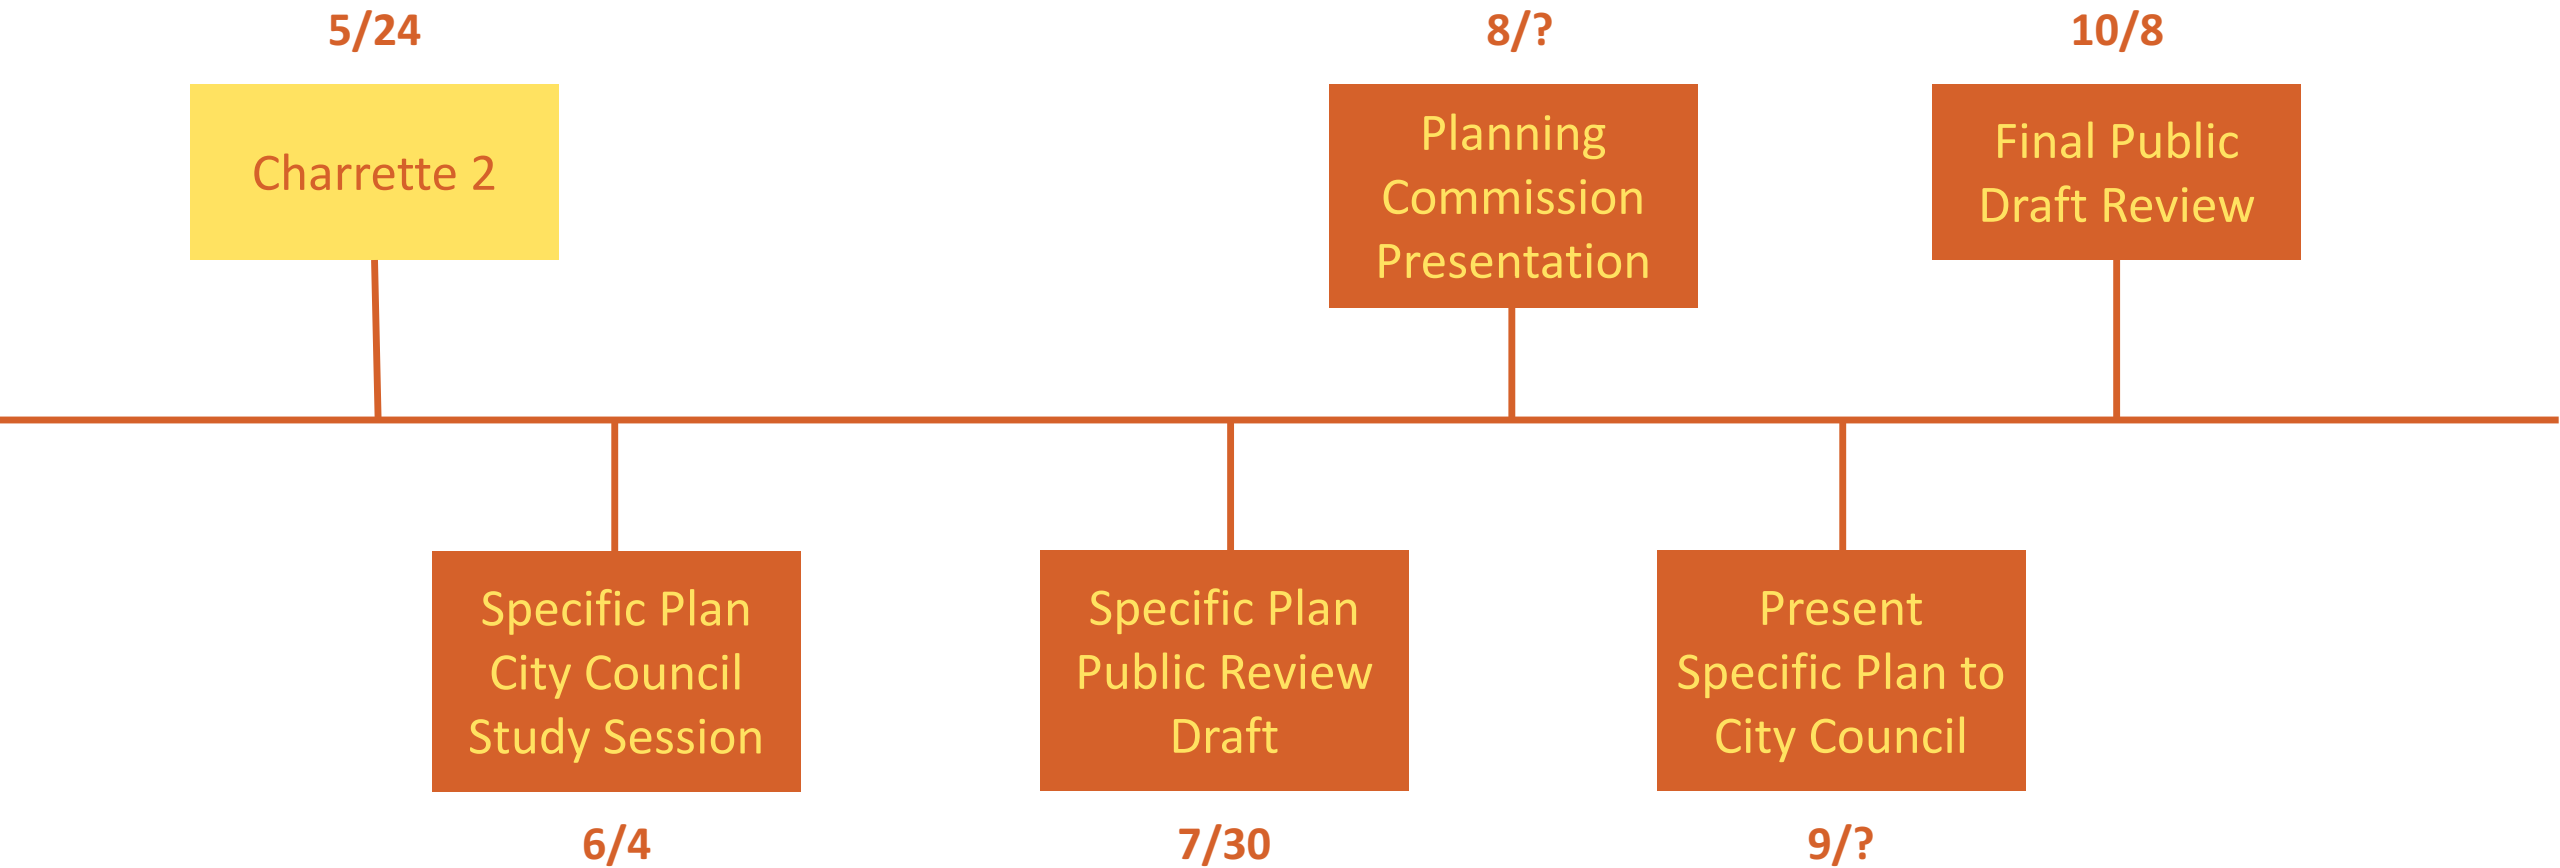 5/24
Charrette 2
Specific Plan
City Council
Study Session
6/4
Specific Plan
Public Review
Draft
7/30
8/?
Planning
Commission
Presentation
Present
Specific Plan to
City Council
9/?
10/8
Final Public
Draft Review